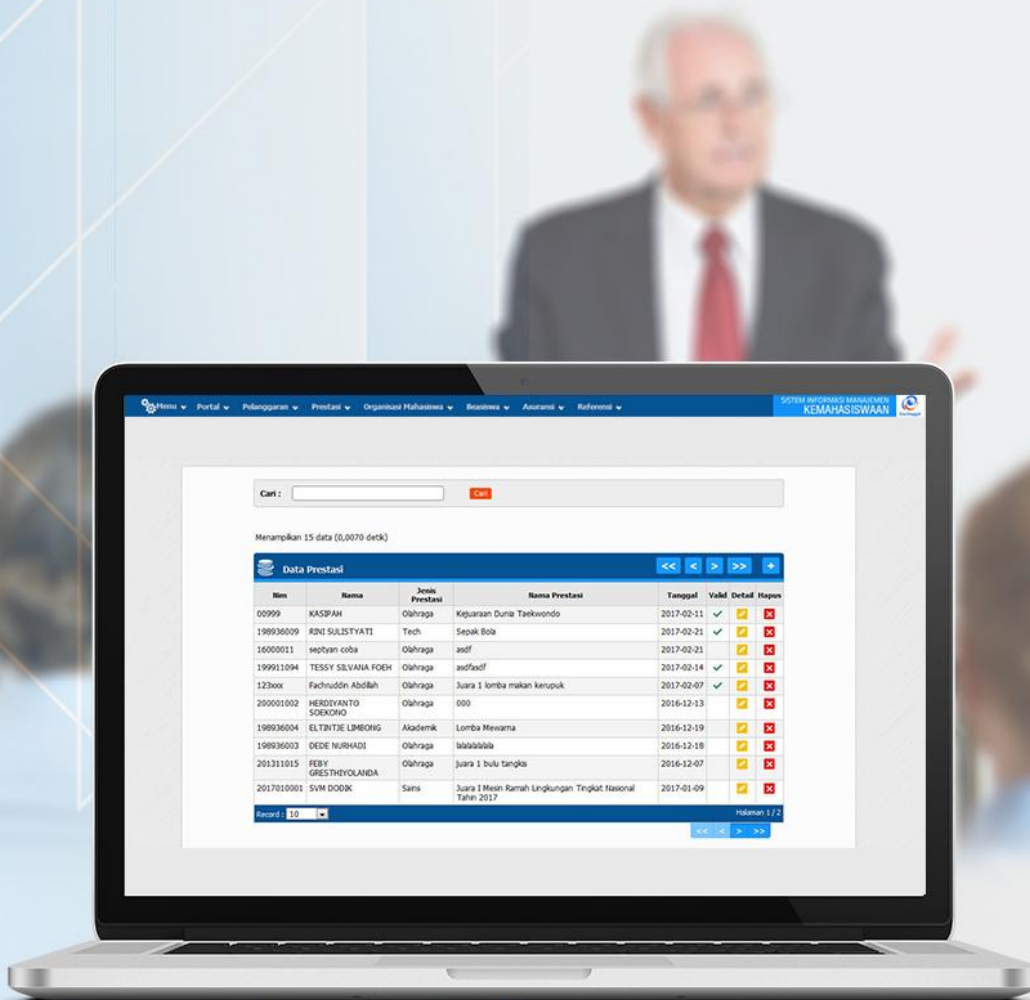 Menu Portal Pelanggaran Prestasi Organisasi Mahasiswa Beasiswa Asuransi Referensi
SISTEM INFORMASI MANAJEMEN
KEMAHASISWAAN
Cari : Cari
Menampilkan 15 data (0,0070 detik)
Data Prestasi << < > >> +
Nim Nama Jenis Prestasi Nama Prestasi Tanggal Valid Detail Hapus
00999 KASIPAH Olahraga Kejuaraan Dunia Taekwondo 2017-02-11
198936009 RINI SULISTYATI Tech Sepak Bola 2017-02-21
16000011 septyan coba Olahraga asdf 2017-02-21
199911094 TESSY SILVANA FOEH Olahraga asdfasdf 2017-02-14
123xxx Fachruddin Abdillah Olahraga Juara 1 lomba makan kerupuk 2017-02-07
200001002 HERDIYANTO SOEKONO Olahraga 000 2016-12-13
198936004 ELTINTJE LIMBONG Akademik Lomba Mewarna 2016-12-19
198936003 DEDE NURHADI Olahraga lalalalalala 2016-12-18
201311015 FEBY GRESTHIYOLANDA Olahraga juara 1 bulu tangkis 2016-12-07
2017010001 SVM DODIK Sains Juara I Mesin Ramah Lingkungan Tingkat Nasional Tahin 2017 2017-01-09
Record : 10 Halaman 1 / 2
<< < > >>